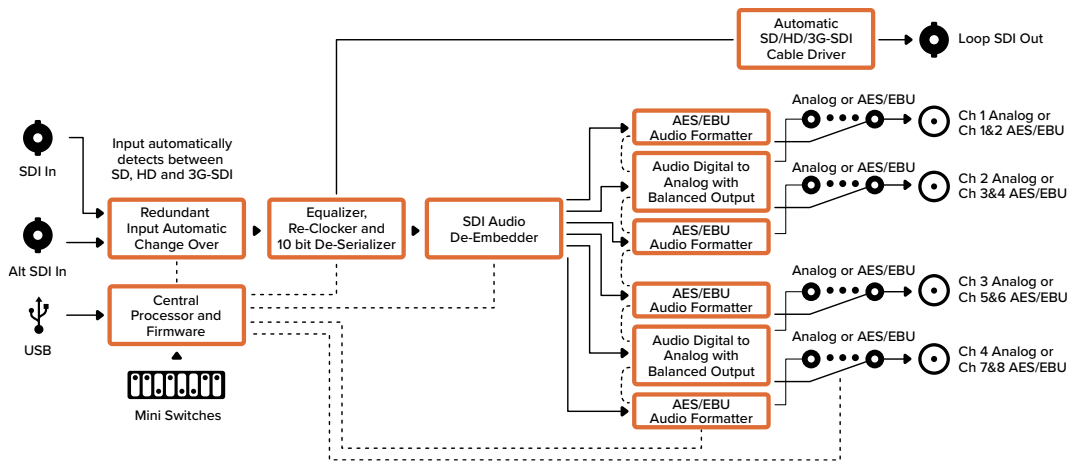 Automatic
SD/HD/3G-SDI
Cable Driver
Loop SDI Out
SDI In
Input automatically
detects between
SD, HD and 3G-SDI
Alt SDI In
Redundant
Input Automatic
Change Over
Equalizer,
Re-Clocker and
10 bit De-Serializer
SDI Audio
De-Embedder
USB
Central
Processor and
Firmware
Mini Switches
AES/EBU
Audio Formatter
Audio Digital to
Analog with
Balanced Output
AES/EBU
Audio Formatter
AES/EBU
Audio Formatter
Audio Digital to
Analog with
Balanced Output
AES/EBU
Audio Formatter
Analog or AES/EBU
Ch 1 Analog or
Ch 1&2 AES/EBU
Analog or AES/EBU
Ch 2 Analog or
Ch 3&4 AES/EBU
Analog or AES/EBU
Ch 3 Analog or
Ch 5&6 AES/EBU
Analog or AES/EBU
Ch 4 Analog or
Ch 7&8 AES/EBU